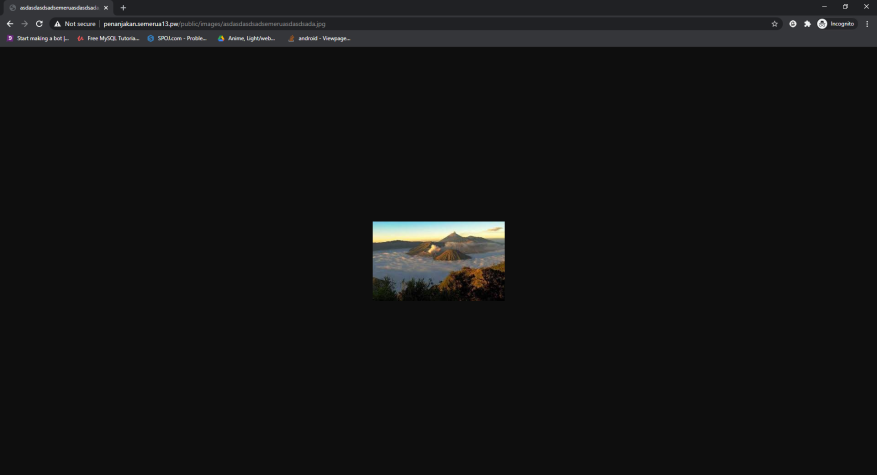 asdasdasdsadsemeruasdasdsada
Not secure | penanjakan.semerua13.pw/public/images/asdasdasdsadsemeruasdasdsada.jpg
Incognito
Start making a bot |...
Free MySQL Tutoria...
SPOJ.com - Proble...
Anime, Light/web...
android - Viewpage...